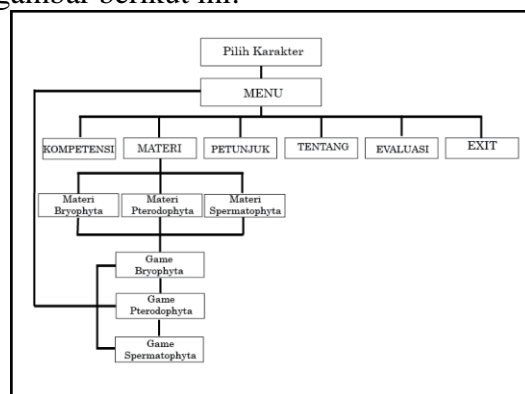 gambar berikut ini.
Pilih Karakter
MENU
KOMPETENSI
MATERI
PETUNJUK
TENTANG
EVALUASI
EXIT
Materi
Bryophyta
Materi
Pterodophyta
Materi
Spermatophyta
Game
Bryophyta
Game
Pterodophyta
Game
Spermatophyta